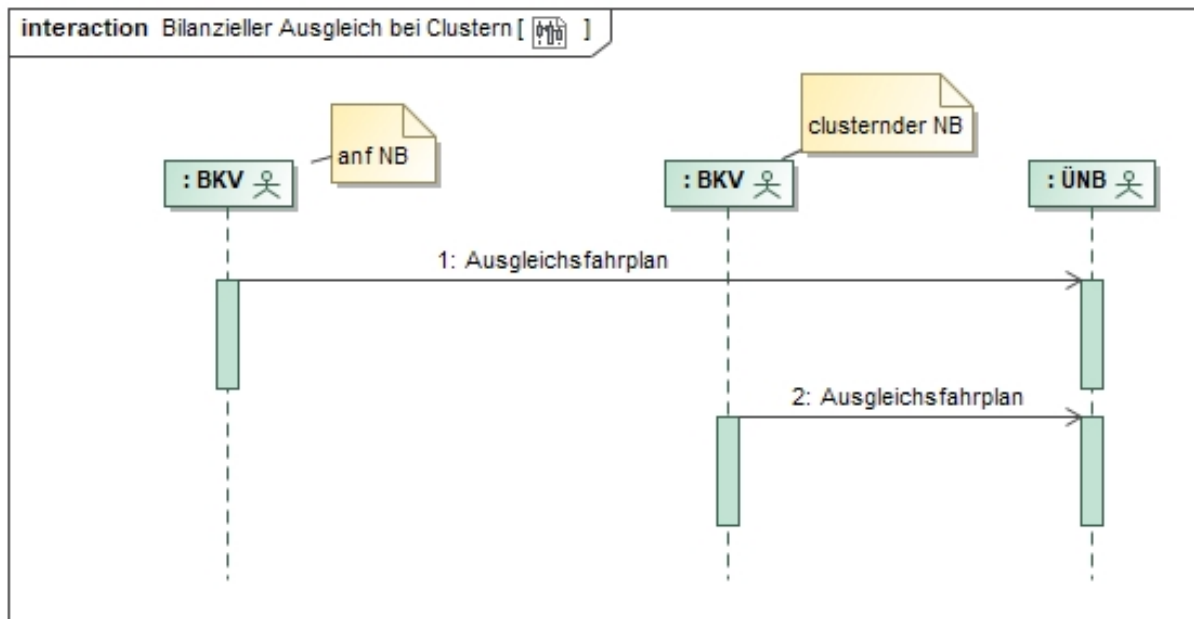 interaction Bilanzieller Ausgleich bei Clustern [ ]
anf NB
clusternder NB
: BKV
: BKV
: ÜNB
1: Ausgleichsfahrplan
2: Ausgleichsfahrplan